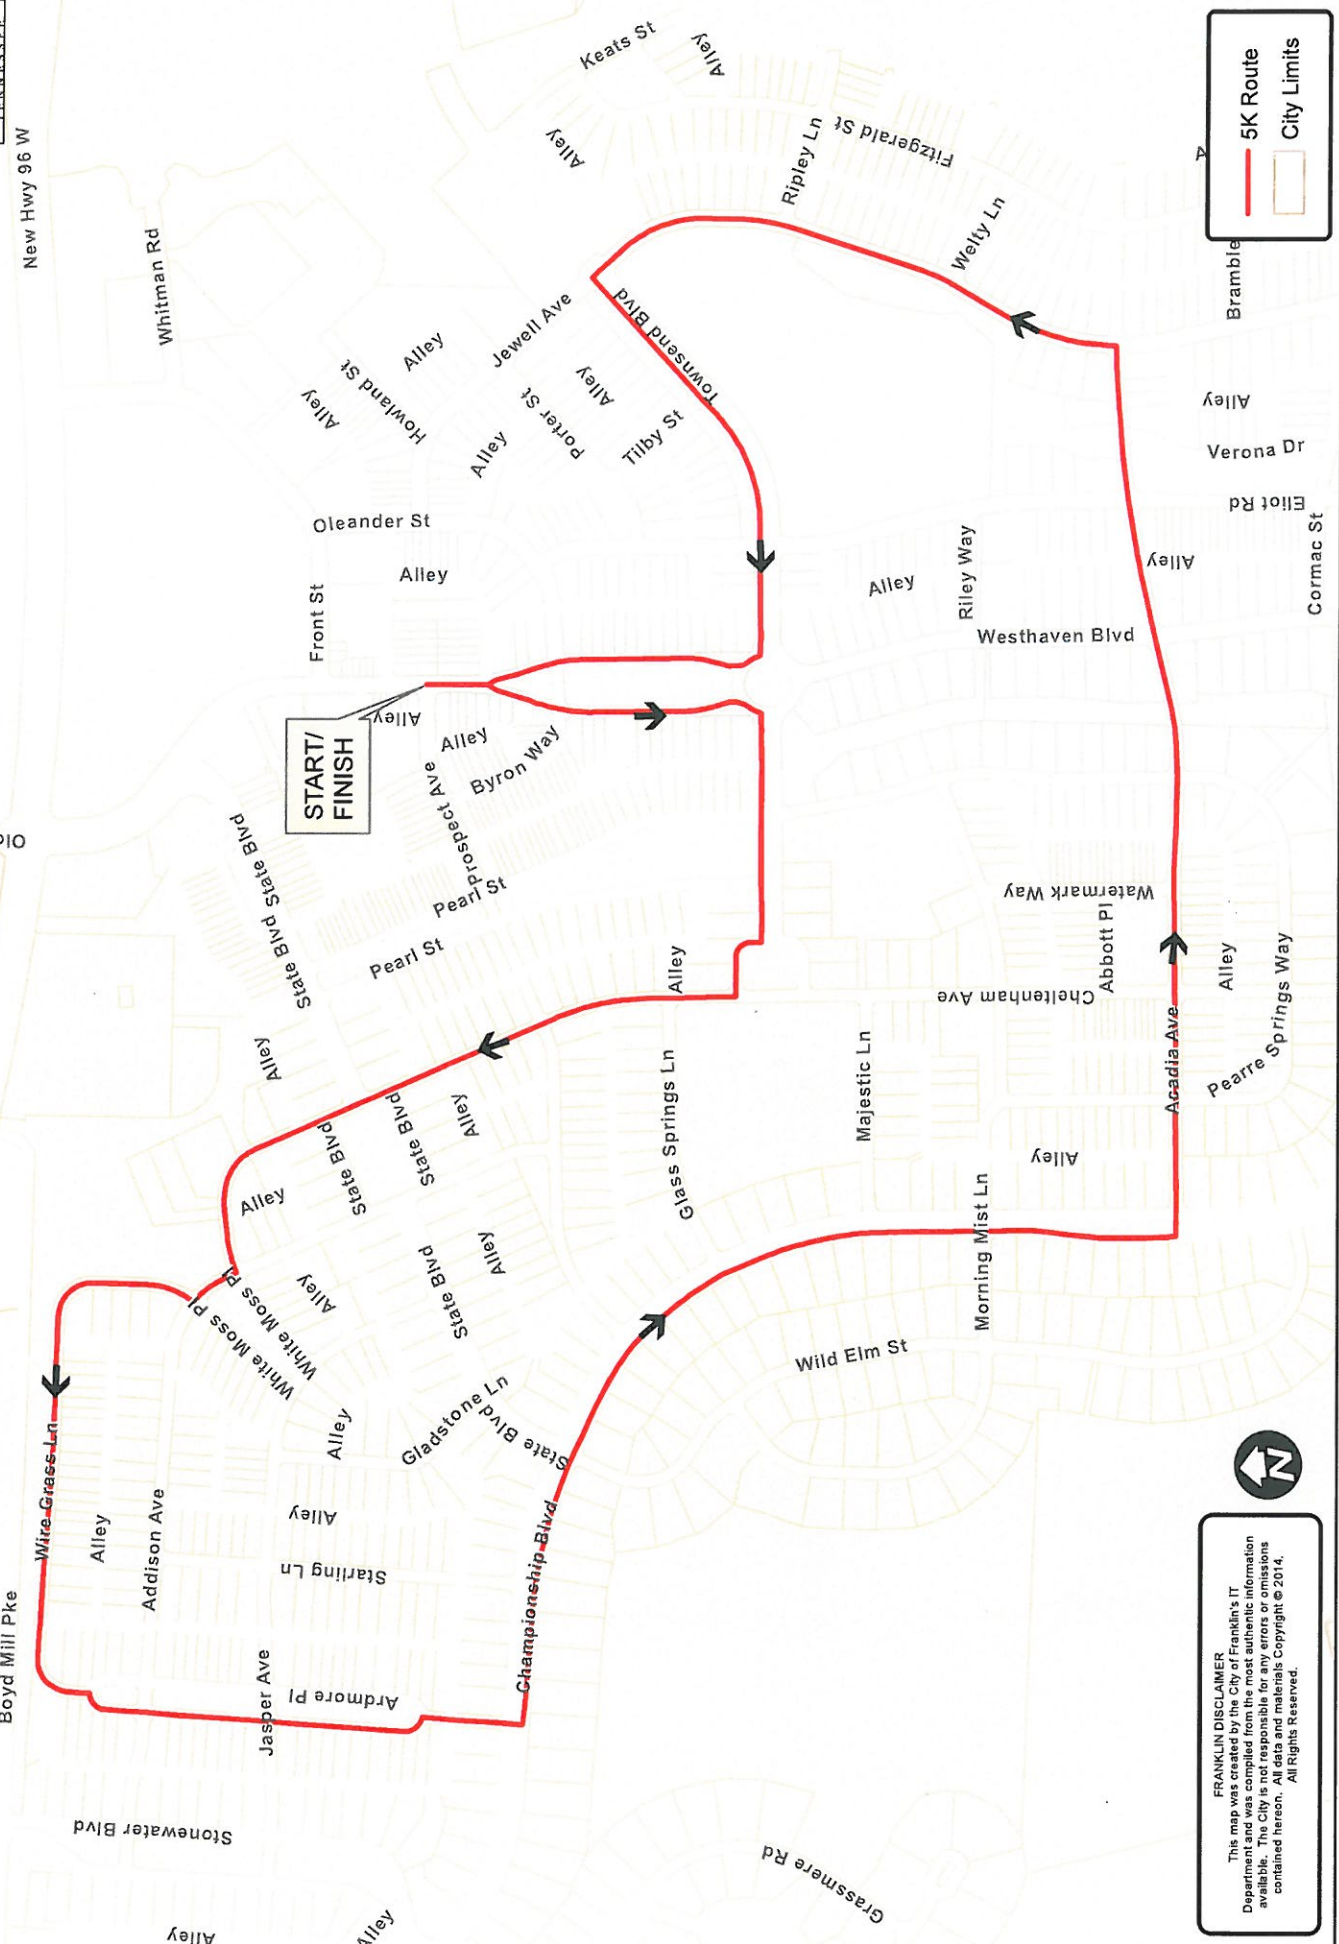 TENNESSEE
New Hwy 96 W
Whitman Rd
Keats St
Alley
Alley
Ripley Ln
Fitzgerald St
Welty Ln
5K Route
City Limits
Bramble
Alley
Verona Dr
Eliot Rd
Cormac St
Alley
Jewell Ave
Townsend Blvd
Alley
Howland St
Alley
Porter St
Alley
Alley
Tilby St
Oleander St
Alley
Front St
Alley
Riley Way
Westhaven Blvd
START/
FINISH
Alley
Alley
Byron Way
Prospect Ave
Pearl St
Pearl St
State Blvd
State Blvd
Alley
Alley
Watermark Way
Abbott Pl
Cheltenham Ave
Alley
Pearre Springs Way
Acadia Ave
Majestic Ln
Glass Springs Ln
Alley
Morning Mist Ln
Wild Elm St
Alley
State Blvd
State Blvd
Alley
Alley
State Blvd
White Moss Pl
White Moss Pl
Alley
Alley
Gladstone Ln
State Blvd
Championship Blvd
Wire Grass Ln
Alley
Addison Ave
Alley
Starling Ln
Boyd Mill Pke
Jasper Ave
Ardmore Pl
Stonewater Blvd
Grassmere Rd
Alley
Alley
N
FRANKLIN DISCLAIMER
This map was created by the City of Franklin's IT
Department and was compiled from the most authentic information
available. The City is not responsible for any errors or omissions
contained hereon. All data and materials Copyright © 2014.
All Rights Reserved.